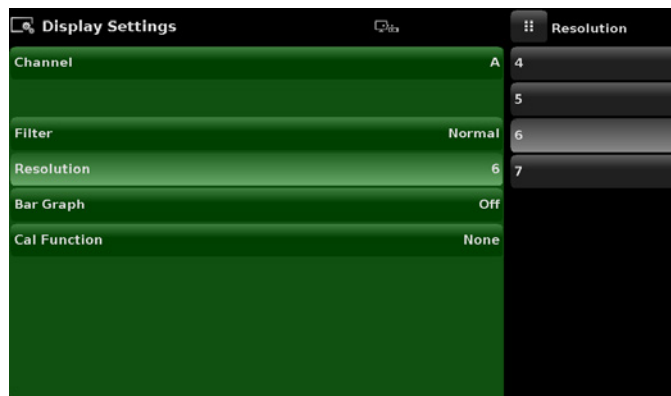 Display Settings
Channel A
Filter Normal
Resolution 6
Bar Graph Off
Cal Function None
Resolution
4
5
6
7